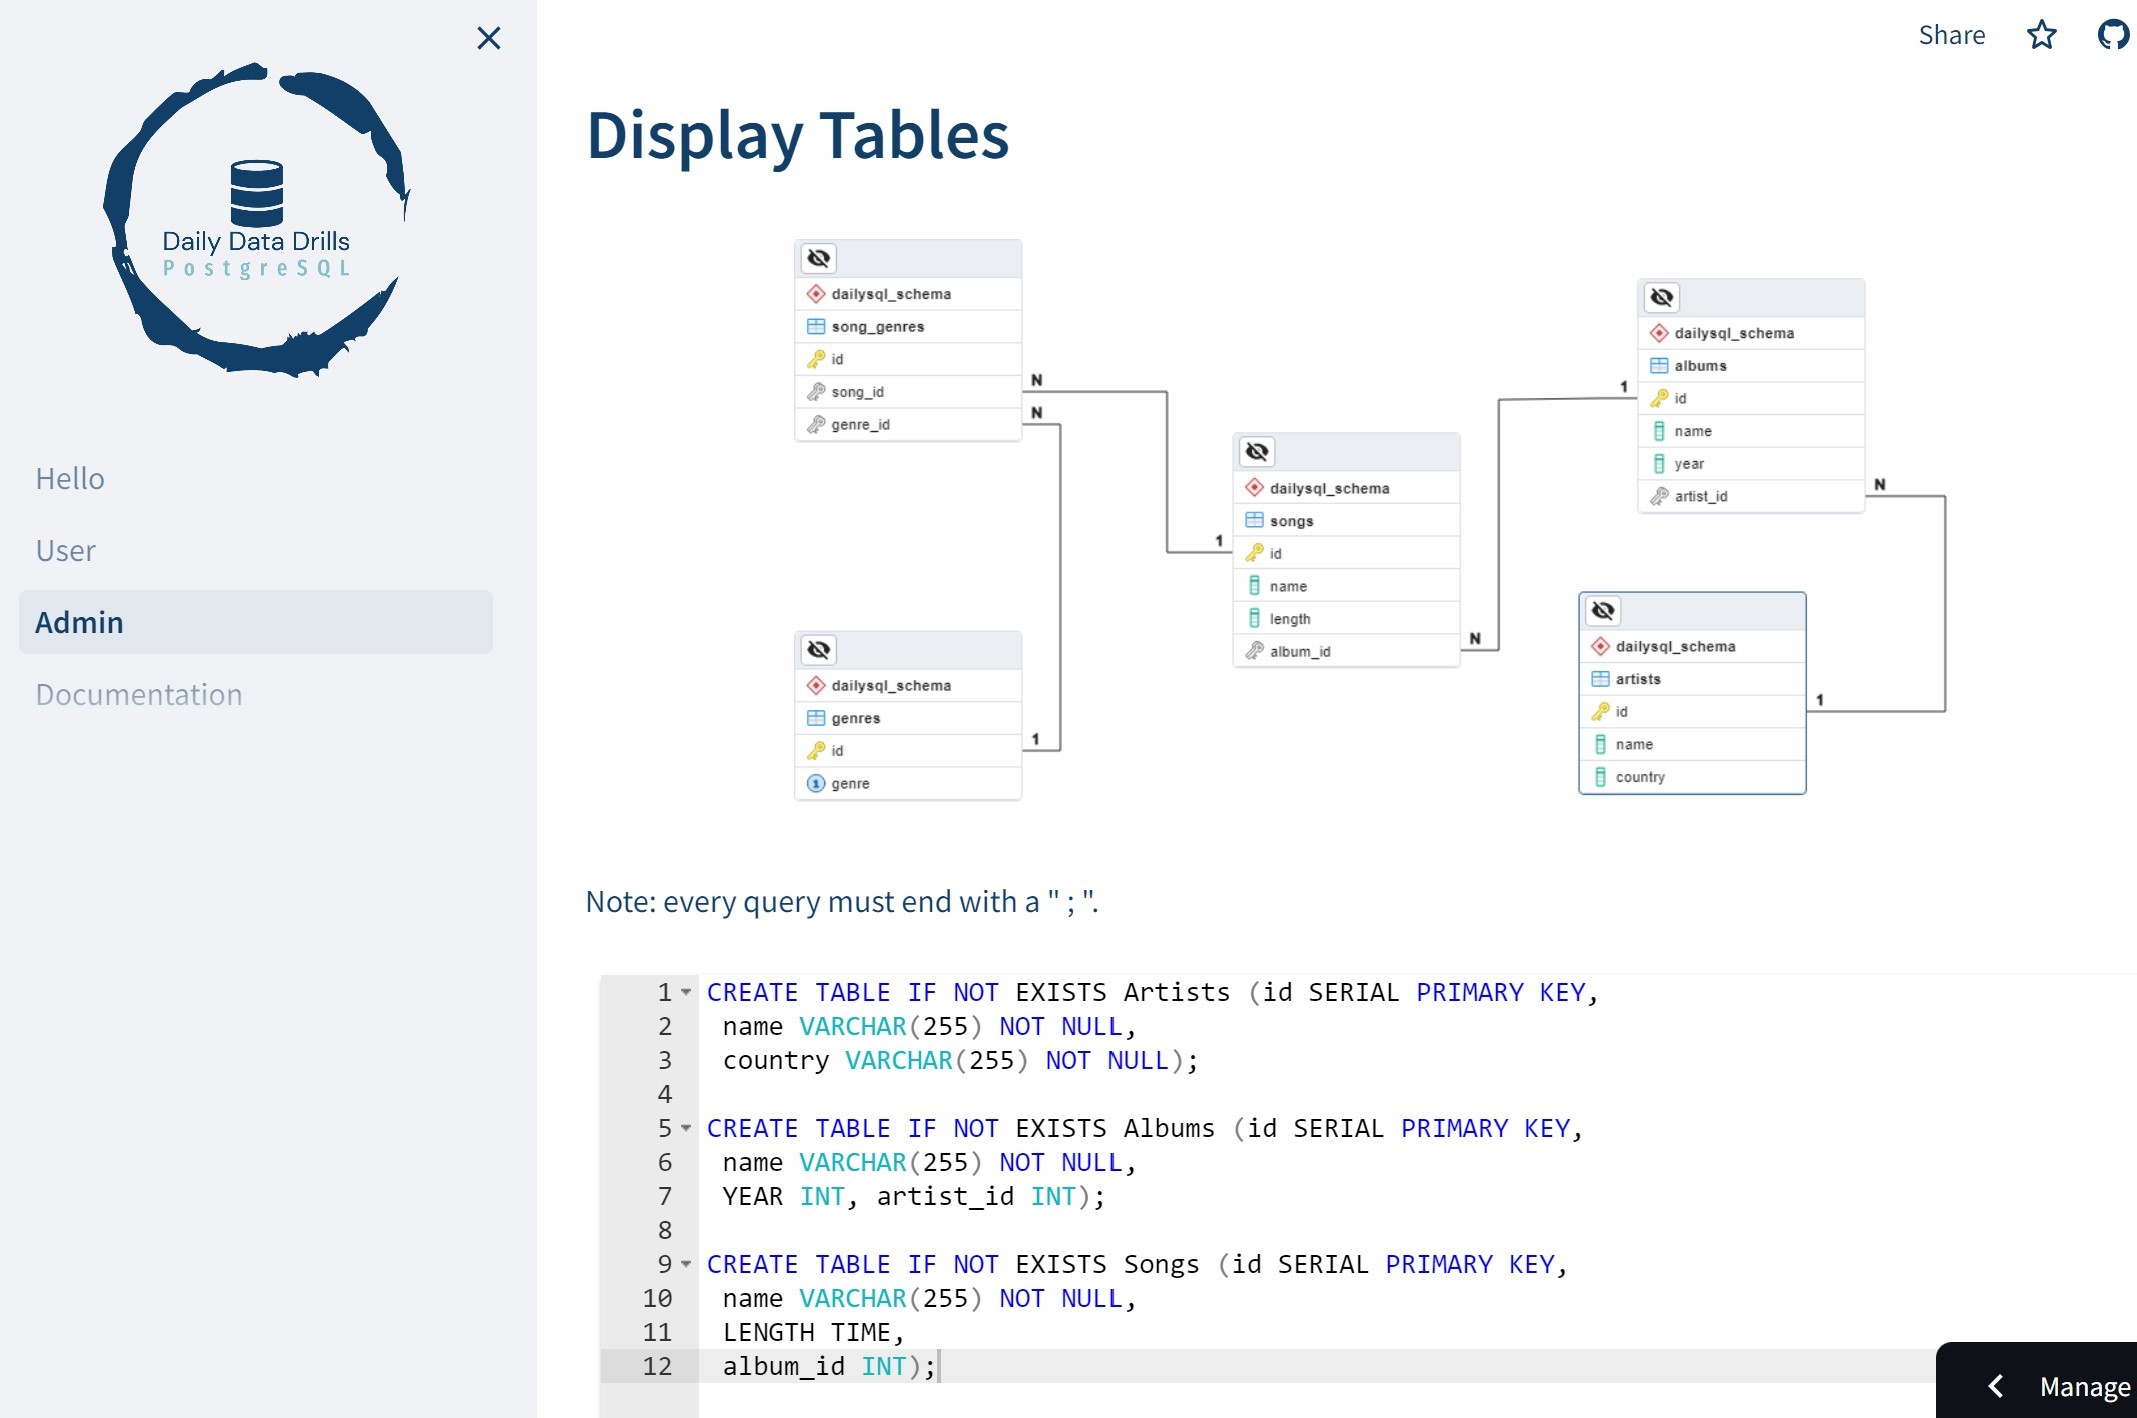 Share
Daily Data Drills
PostgreSQL
Hello
User
Admin
Documentation
Display Tables
dailysql_schema
song_genres
id
song_id
genre_id
N
N
dailysql_schema
genres
id
genre
1
1
dailysql_schema
songs
id
name
length
album_id
N
1
dailysql_schema
albums
id
name
year
artist_id
N
dailysql_schema
artists
id
name
country
1
Note: every query must end with a " ; ".
1 CREATE TABLE IF NOT EXISTS Artists (id SERIAL PRIMARY KEY,
2 name VARCHAR(255) NOT NULL,
3 country VARCHAR(255) NOT NULL);
4
5 CREATE TABLE IF NOT EXISTS Albums (id SERIAL PRIMARY KEY,
6 name VARCHAR(255) NOT NULL,
7 YEAR INT, artist_id INT);
8
9 CREATE TABLE IF NOT EXISTS Songs (id SERIAL PRIMARY KEY,
10 name VARCHAR(255) NOT NULL,
11 LENGTH TIME,
12 album_id INT);
Manage